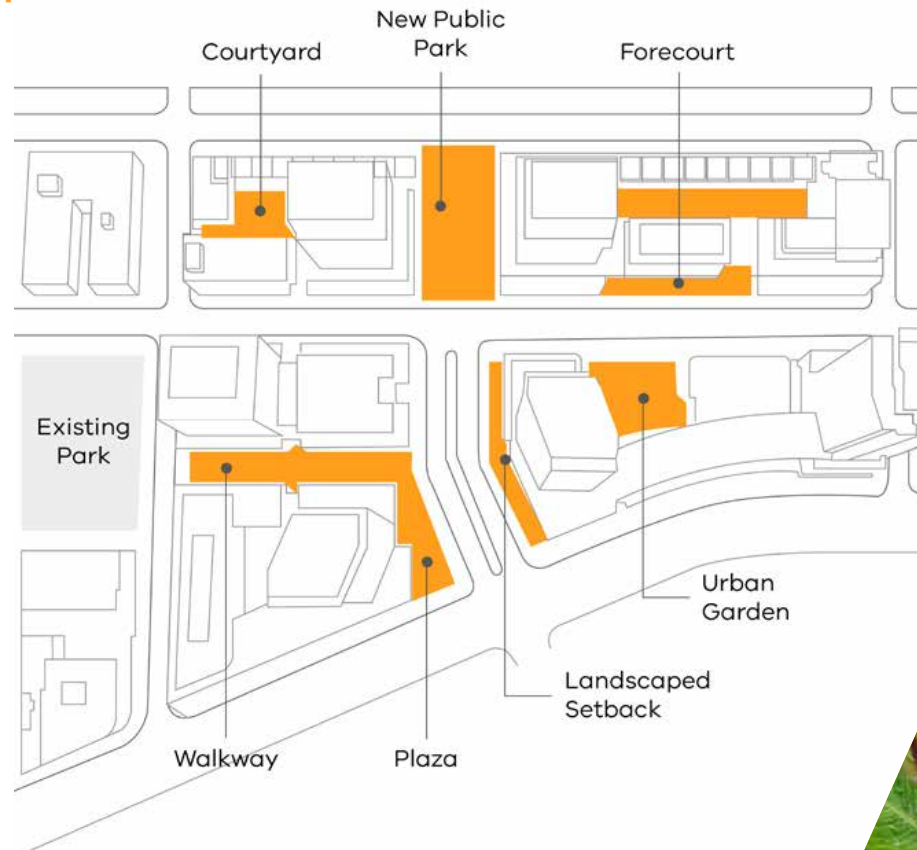 New Public
Park
Courtyard
Forecourt
Existing
Park
Urban
Garden
Landscaped
Setback
Walkway
Plaza